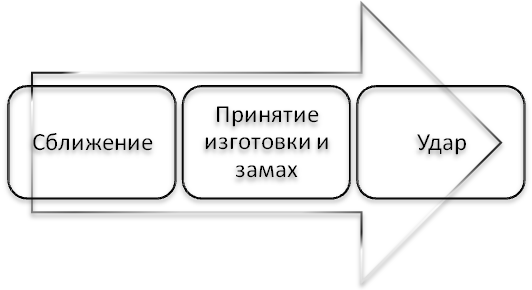 Сближение
Принятие
изготовки и
замах
Удар